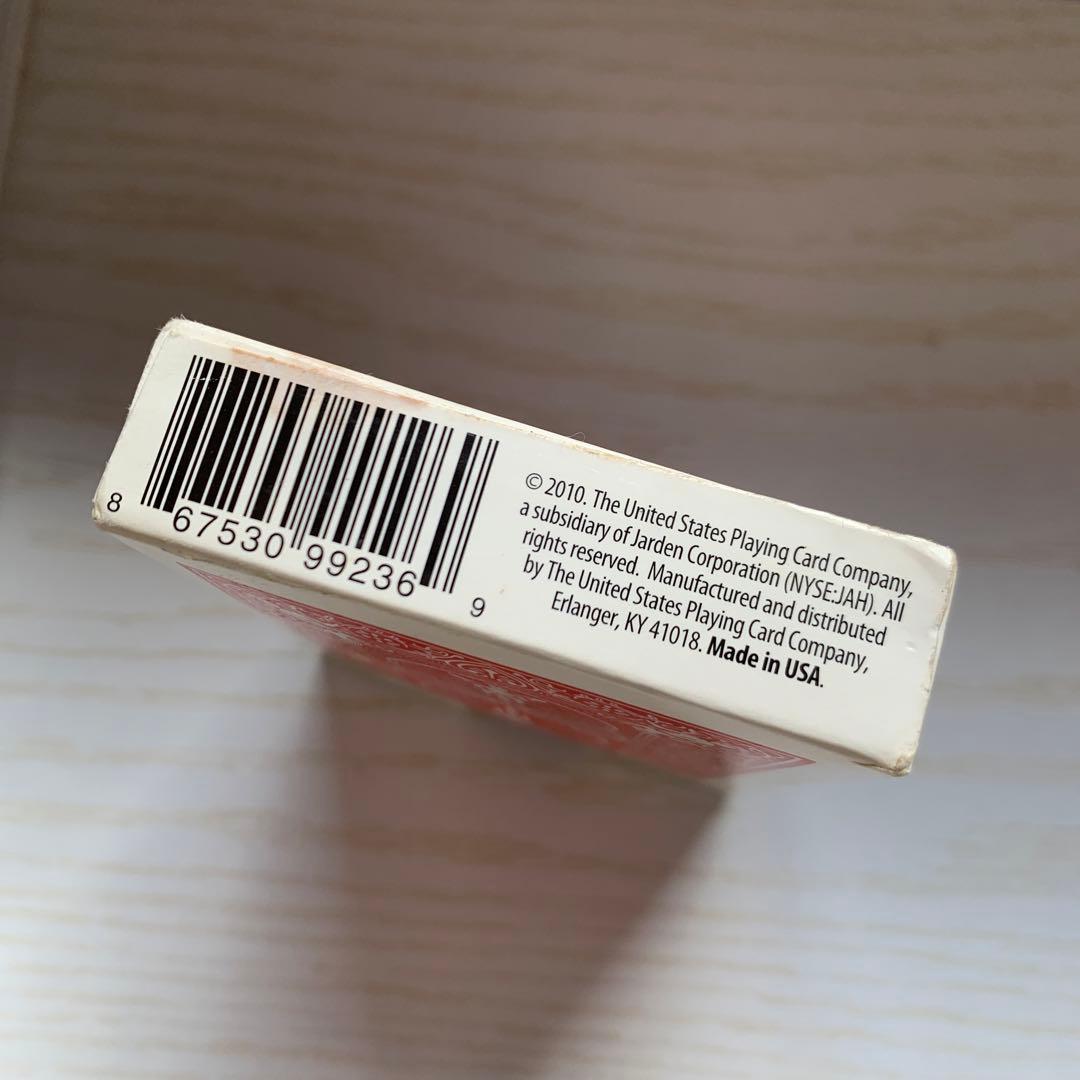 8 67530 99236 9
© 2010. The United States Playing Card Company,
a subsidiary of Jarden Corporation (NYSE:JAH). All
rights reserved. Manufactured and distributed
by The United States Playing Card Company,
Erlanger, KY 41018. Made in USA.